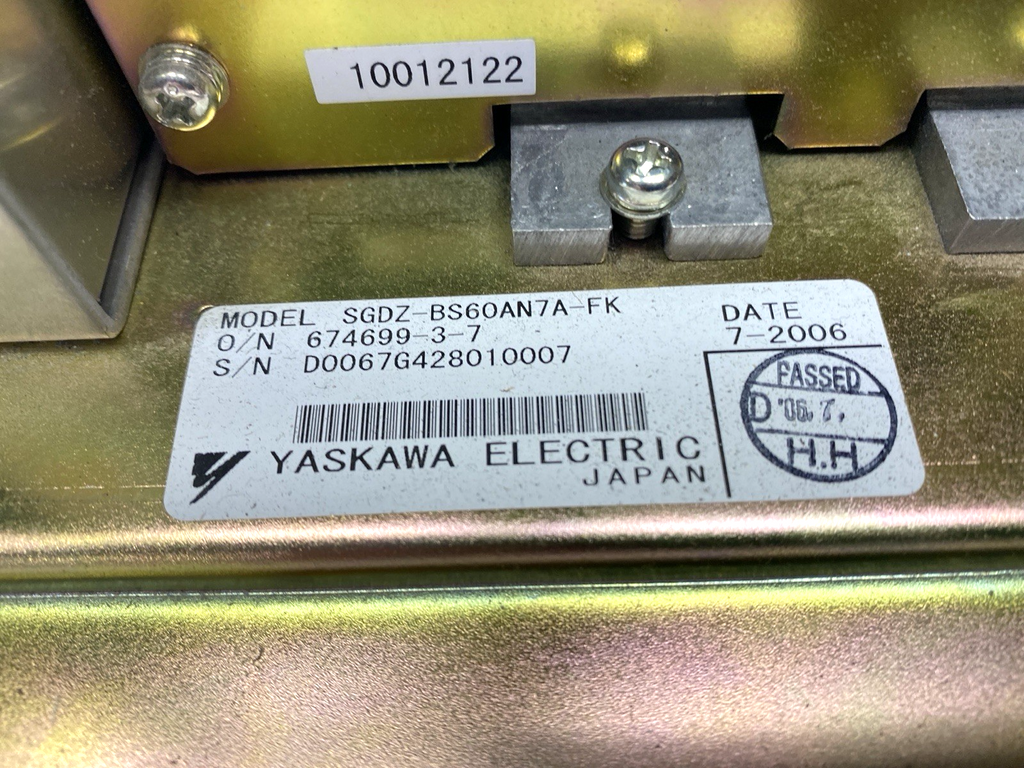 10012122
MODEL SGDZ-BS60AN7A-FK
O/N 674699-3-7
S/N D0067G428010007
DATE
7-2006
PASSED
D '06.7.
H.H
YASKAWA ELECTRIC
JAPAN